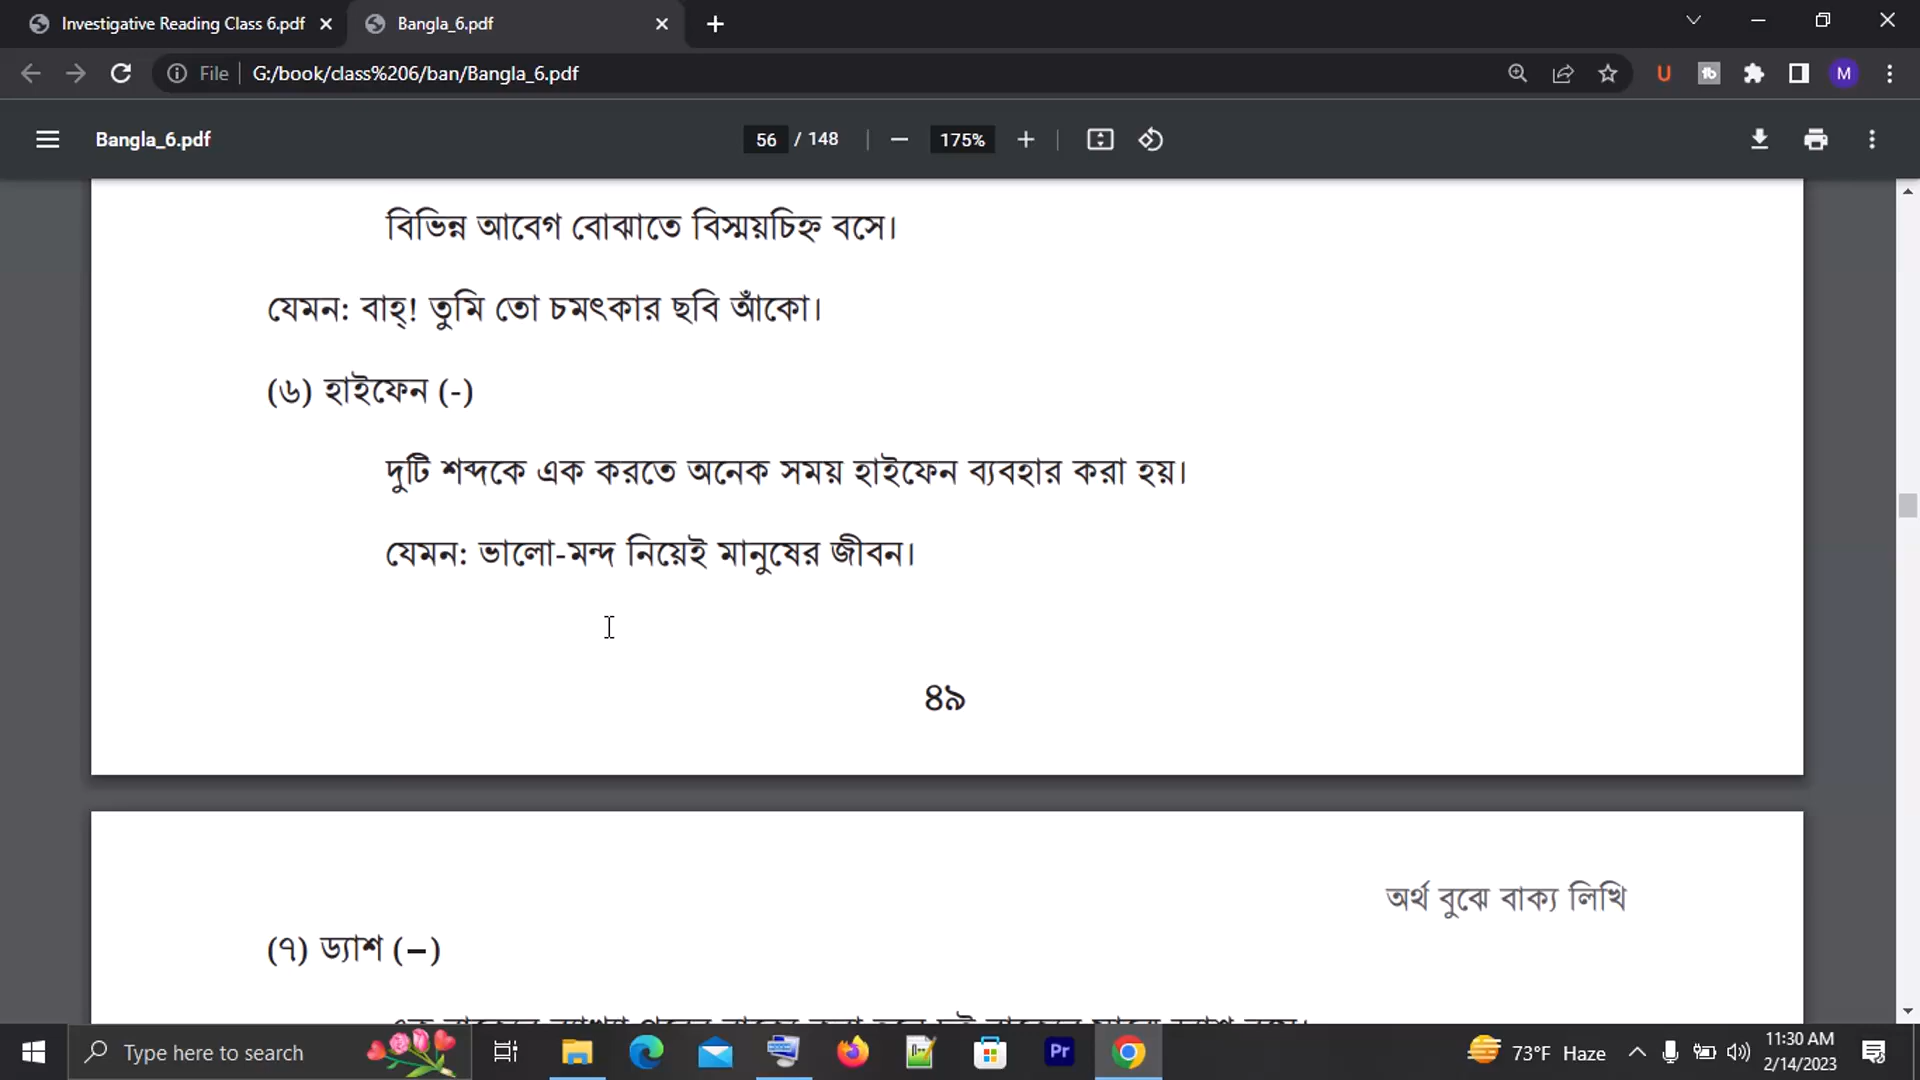 Investigative Reading Class 6.pdf
Bangla_6.pdf
File
G:/book/class%206/ban/Bangla_6.pdf
M
Bangla_6.pdf
56 / 148
175%
বিভিন্ন আবেগ বোঝাতে বিস্ময়চিহ্ন বসে।
যেমন: বাহ্! তুমি তো চমৎকার ছবি আঁকো।
(৬) হাইফেন (-)
দুটি শব্দকে এক করতে অনেক সময় হাইফেন ব্যবহার করা হয়।
যেমন: ভালো-মন্দ নিয়েই মানুষের জীবন।
৪৯
অর্থ বুঝে বাক্য লিখি
(৭) ড্যাশ (–)
Type here to search
Pr
73°F Haze
11:30 AM
2/14/2023